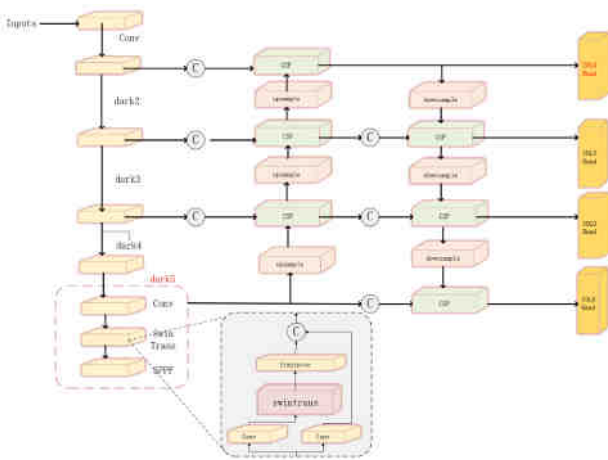 Inputs
Conv
dark2
dark3
dark4
dark5
Conv
Swin
Trans
SPPF
CSP
upsample
CSP
upsample
CSP
upsample
downsample
CSP
downsample
CSP
downsample
CSP
C
C
C
C
C
C
C
swintrans
Conv
Conv
YOLO
Head
YOLO
Head
YOLO
Head
YOLO
Head